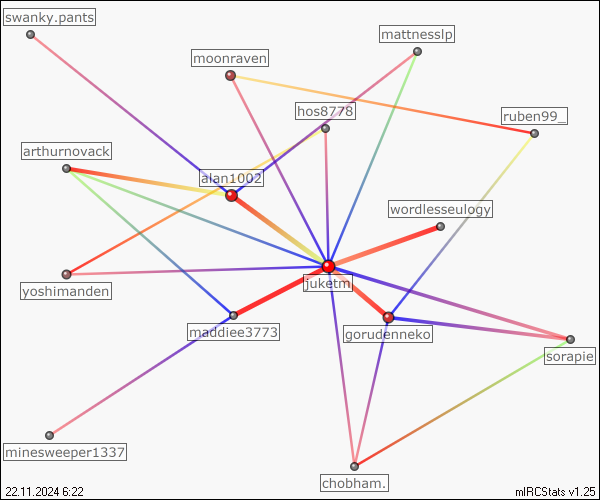 swanky.pants
mattnesslp
moonraven
hos8778
ruben99_
arthurnovack
alan1002
wordlesseulogy
juketm
yoshimanden
maddiee3773
gorudenneko
sorapie
minesweeper1337
chobham.
22.11.2024 6:22
mIRCStats v1.25